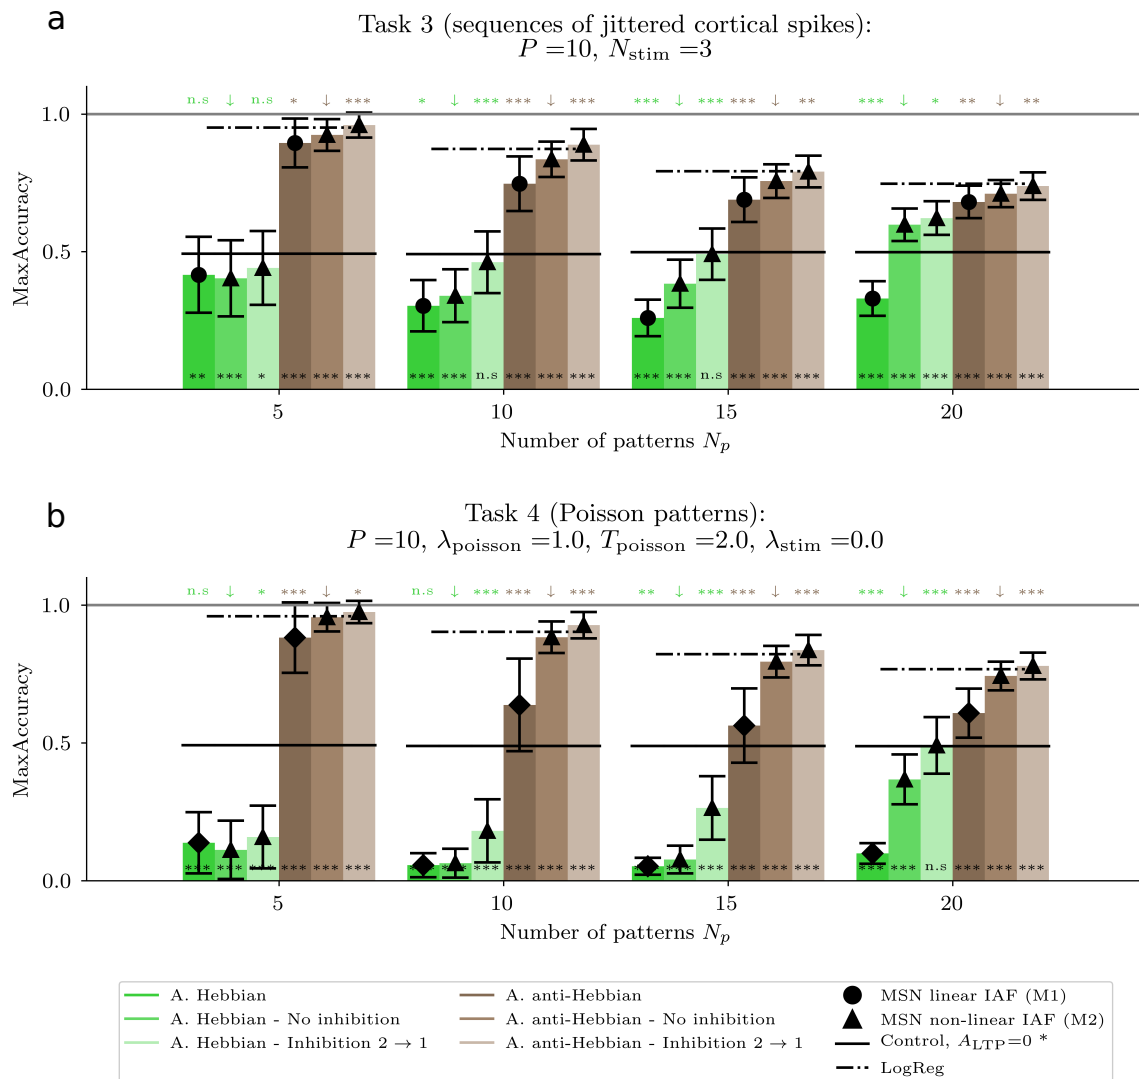 a
Task 3 (sequences of jittered cortical spikes):
P =10, N_stim =3
n.s ↓ n.s * ↓ *** * ↓ *** *** ↓ *** *** ↓ *** *** ↓ ** *** ↓ * ** ↓ **
1.0
0.5
0.0
MaxAccuracy
** *** * *** *** *** *** *** n.s *** *** *** *** *** n.s *** *** *** *** *** *** *** *** ***
5 10 15 20
Number of patterns N_p
b
Task 4 (Poisson patterns):
P =10, λ_poisson =1.0, T_poisson =2.0, λ_stim =0.0
n.s ↓ * *** ↓ * n.s ↓ *** *** ↓ *** ** ↓ *** *** ↓ *** *** ↓ *** *** ↓ ***
1.0
0.5
0.0
MaxAccuracy
*** *** *** *** *** *** *** *** *** *** *** *** *** *** *** *** *** *** *** *** n.s *** *** ***
5 10 15 20
Number of patterns N_p
A. Hebbian
A. Hebbian - No inhibition
A. Hebbian - Inhibition 2 → 1
A. anti-Hebbian
A. anti-Hebbian - No inhibition
A. anti-Hebbian - Inhibition 2 → 1
MSN linear IAF (M1)
MSN non-linear IAF (M2)
Control, A_LTP=0 *
LogReg